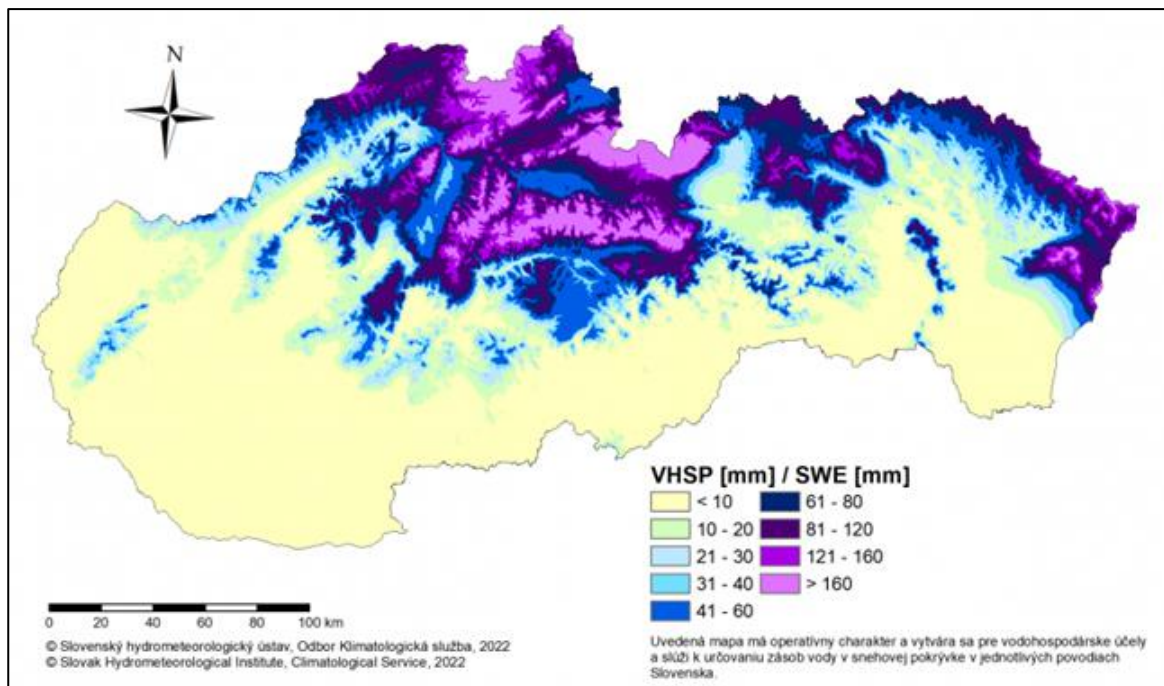 N
VHSP [mm] / SWE [mm]
< 10
10 - 20
21 - 30
31 - 40
41 - 60
61 - 80
81 - 120
121 - 160
> 160
0 20 40 60 80 100 km
© Slovenský hydrometeorologický ústav, Odbor Klimatologická služba, 2022
© Slovak Hydrometeorological Institute, Climatological Service, 2022
Uvedená mapa má operatívny charakter a vytvára sa pre vodohospodárske účely
a slúži k určovaniu zásob vody v snehovej pokrývke v jednotlivých povodiach
Slovenska.